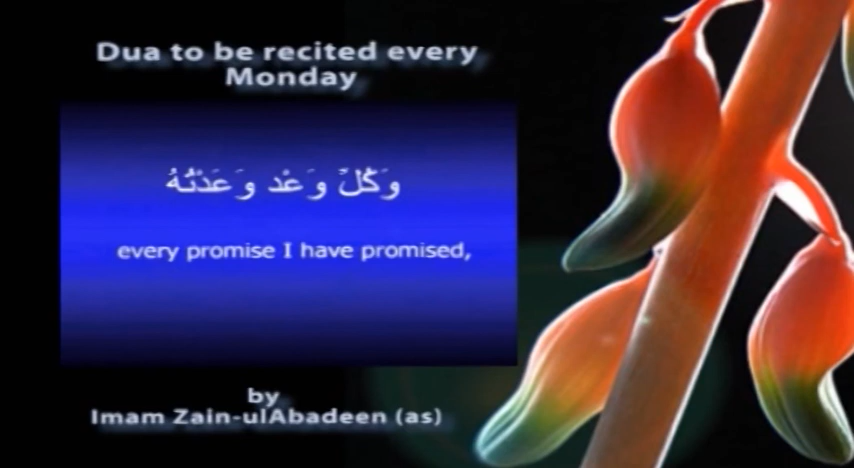 Dua to be recited every
Monday
وَكُلِّ وَعْد وَعَدْتُهُ
every promise I have promised,
by
Imam Zain-ulAbadeen (as)